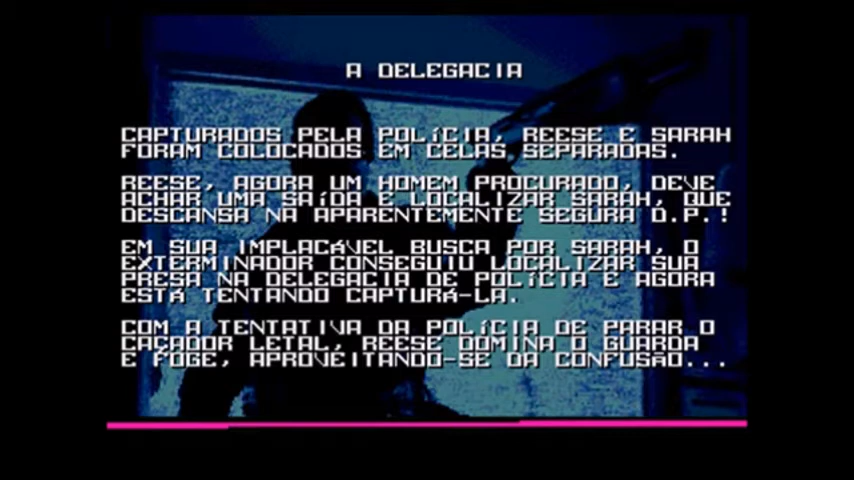 A DELEGACIA
CAPTURADOS PELA POLíCIA, REESE E SARAH
FORAM COLOCADOS EM CELAS SEPARADAS.
REESE, AGORA UM HOMEM PROCURADO, DEVE
ACHAR UMA SAíDA E LOCALIZAR SARAH, QUE
DESCANSA NA APARENTEMENTE SEGURA D.P.!
EM SUA IMPLACÁVEL BUSCA POR SARAH, O
EXTERMINADOR CONSEGUIU LOCALIZAR SUA
PRESA NA DELEGACIA DE POLíCIA E AGORA
ESTÁ TENTANDO CAPTURÁ-LA.
COM A TENTATIVA DA POLíCIA DE PARAR O
CAÇADOR LETAL, REESE DOMINA O GUARDA
E FOGE, APROVEITANDO-SE DA CONFUSÃO...